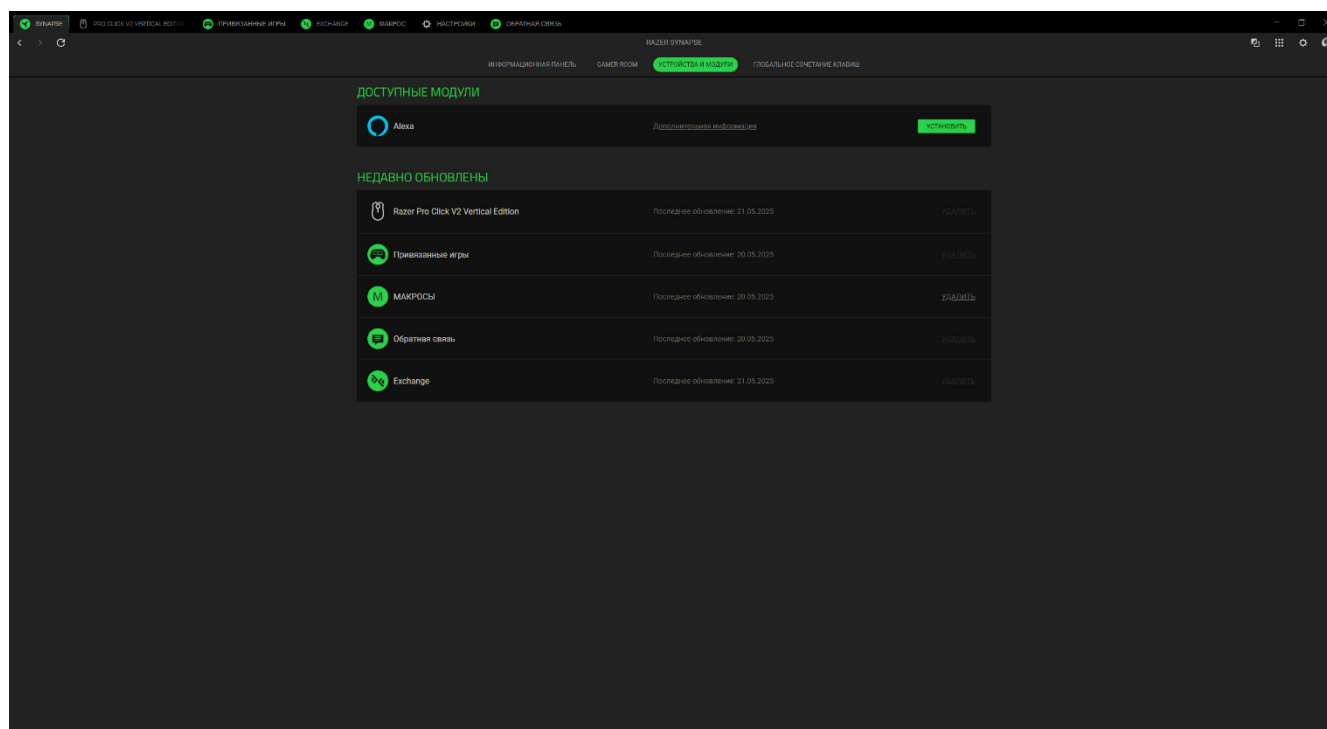 SYNAPSE PRO CLICK V2 VERTICAL EDITIO ПРИВЯЗАННЫЕ ИГРЫ EXCHANGE МАКРОС НАСТРОЙКИ ОБРАТНАЯ СВЯЗЬ
RAZER SYNAPSE
ИНФОРМАЦИОННАЯ ПАНЕЛЬ GAMER ROOM УСТРОЙСТВА И МОДУЛИ ГЛОБАЛЬНОЕ СОЧЕТАНИЕ КЛАВИШ
ДОСТУПНЫЕ МОДУЛИ
Alexa Дополнительная информация УСТАНОВИТЬ
НЕДАВНО ОБНОВЛЕНЫ
Razer Pro Click V2 Vertical Edition Последнее обновление: 21.05.2025 УДАЛИТЬ
Привязанные игры Последнее обновление: 20.05.2025 УДАЛИТЬ
M МАКРОСЫ Последнее обновление: 20.05.2025 УДАЛИТЬ
Обратная связь Последнее обновление: 20.05.2025 УДАЛИТЬ
Exchange Последнее обновление: 21.05.2025 УДАЛИТЬ